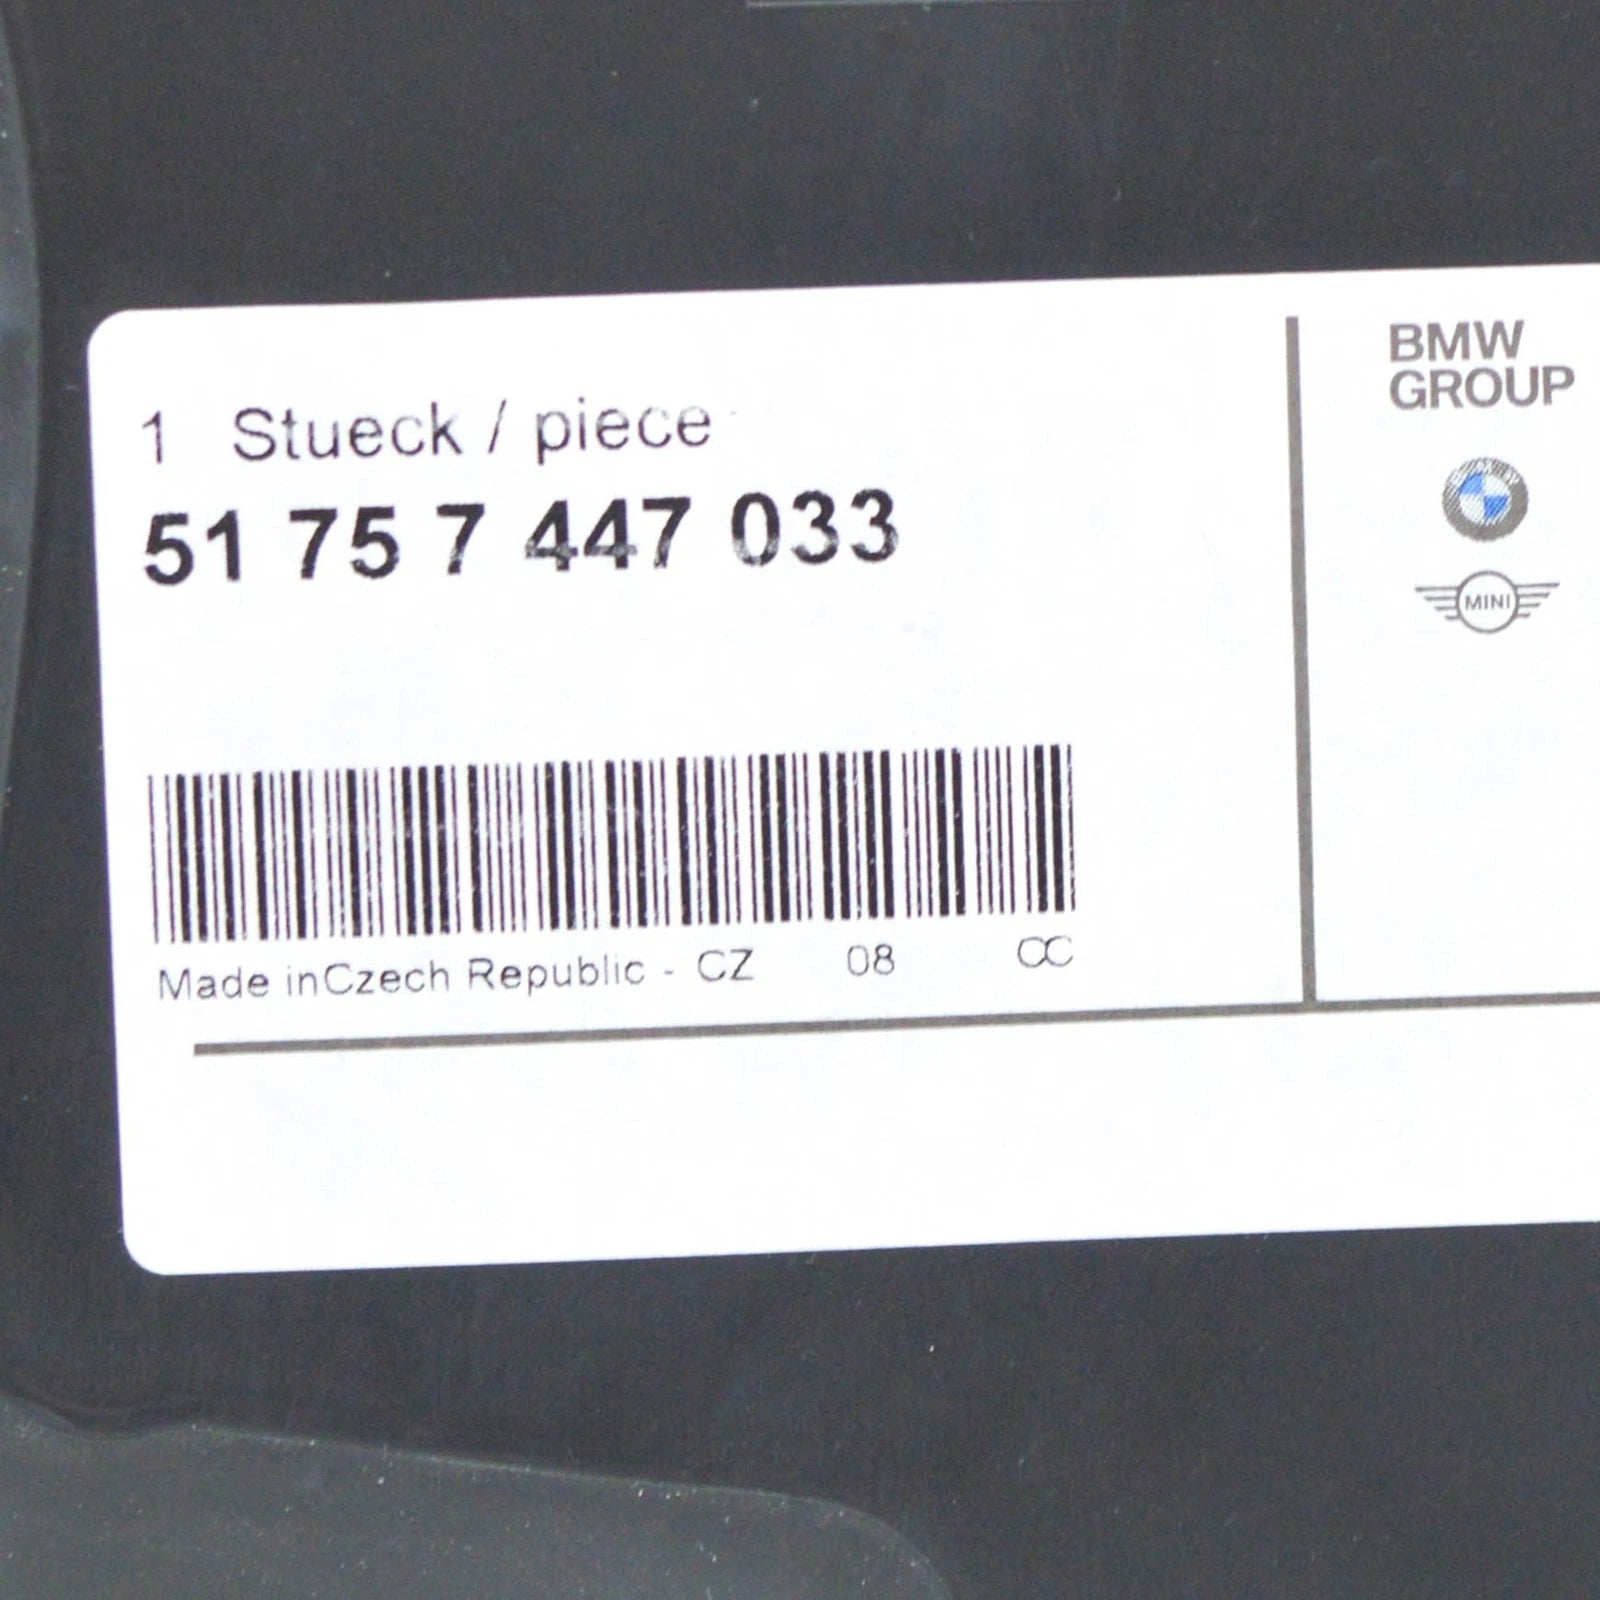 1 Stueck / piece
51 75 7 447 033
Made inCzech Republic - CZ 08 CC
BMW
GROUP
MINI